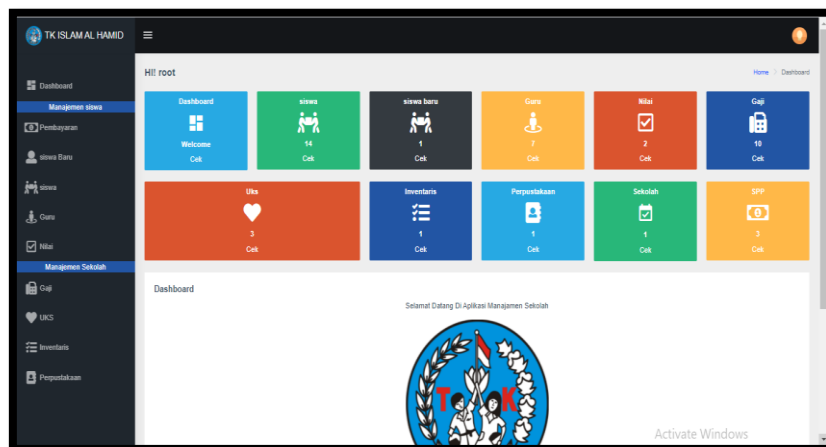 TK ISLAM AL HAMID
Dashboard
Manajemen siswa
Pembayaran
siswa Baru
siswa
Guru
Nilai
Manajemen Sekolah
Gaji
UKS
Inventaris
Perpustakaan
HI! root
Home Dashboard
Dashboard
Welcome
Cek
siswa
14
Cek
siswa baru
1
Cek
Guru
7
Cek
Nilai
2
Cek
Gaji
10
Cek
Uks
3
Cek
Inventaris
1
Cek
Perpustakaan
1
Cek
Sekolah
1
Cek
SPP
3
Cek
Dashboard
Selamat Datang Di Aplikasi Manajamen Sekolah
T K
Activate Windows